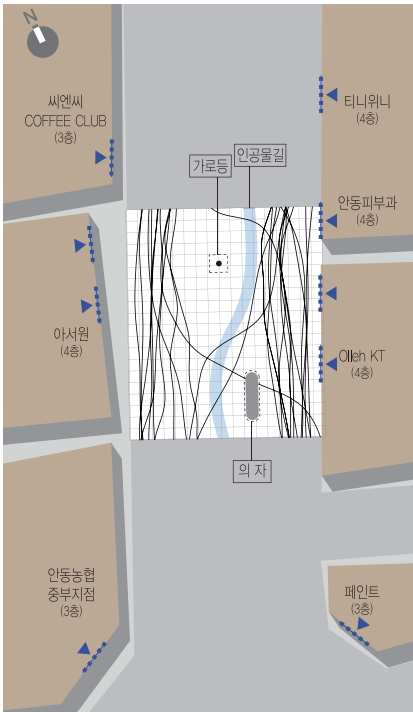 N
씨엔씨
COFFEE CLUB
(3층)
티니위니
(4층)
가로등
인공물길
안동피부과
(4층)
아서원
(4층)
Olleh KT
(4층)
의 자
안동농협
중부지점
(3층)
페인트
(3층)